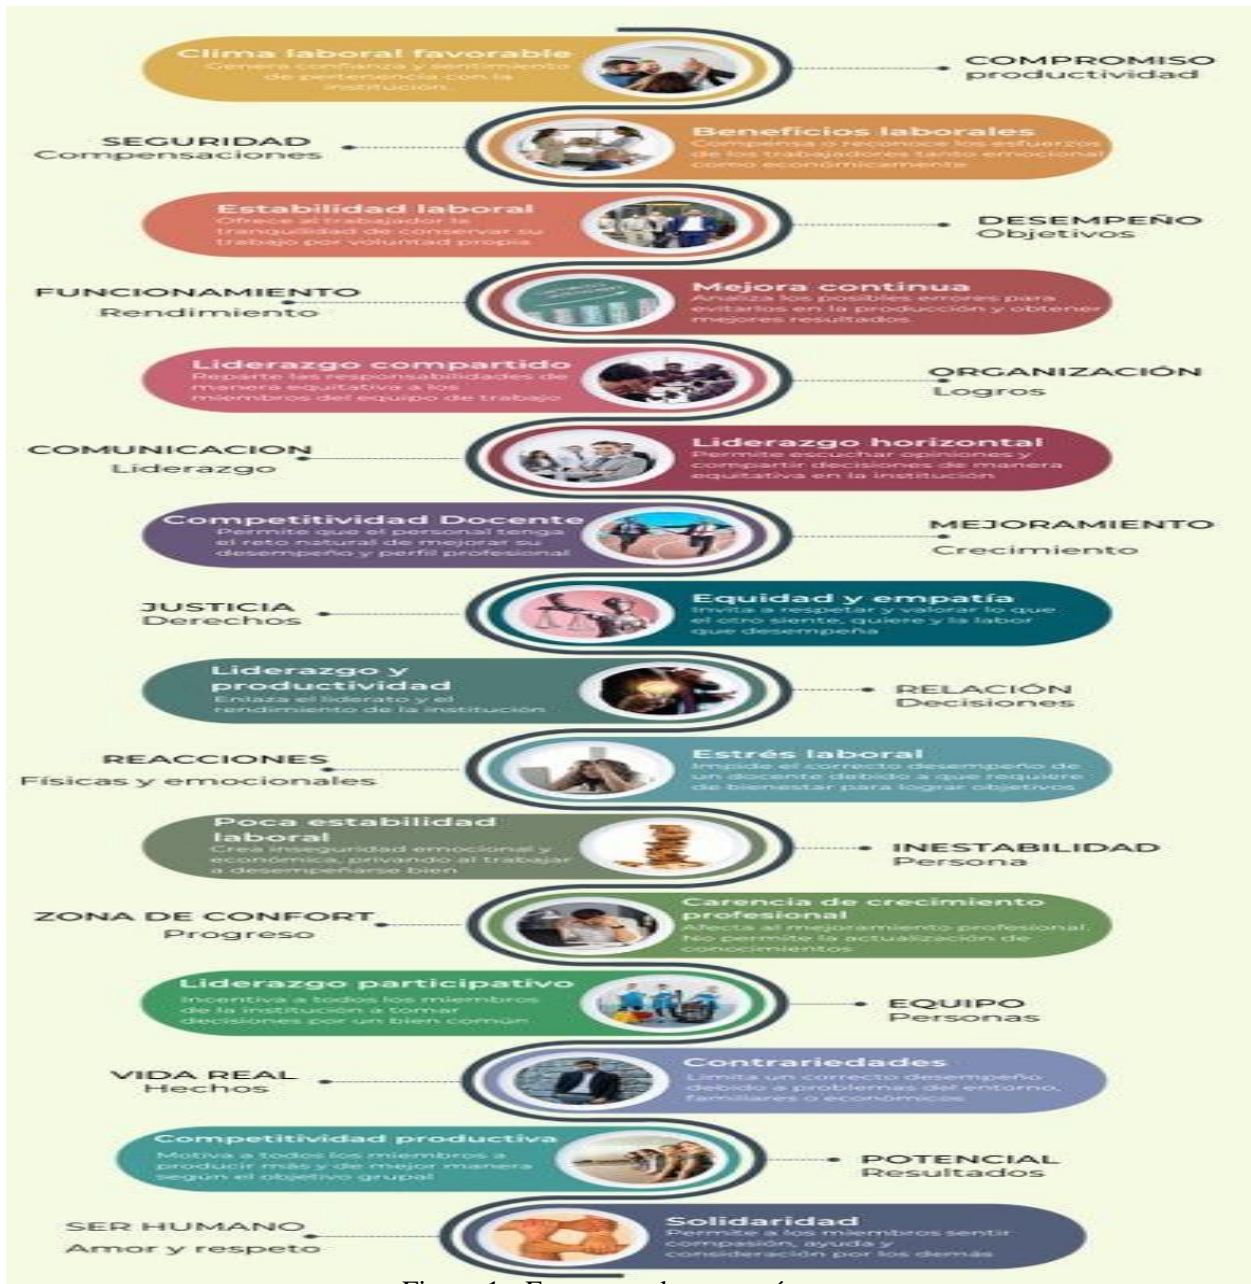 Clima laboral favorable
Genera confianza y sentimiento
de pertenencia con la
institución.
COMPROMISO
productividad
SEGURIDAD
Compensaciones
Beneficios laborales
Compensa o reconoce los esfuerzos
de los trabajadores tanto emocional
como económicamente
Estabilidad laboral
Ofrece al trabajador la
tranquilidad de conservar su
trabajo por voluntad propia
DESEMPEÑO
Objetivos
FUNCIONAMIENTO
Rendimiento
Mejora continua
Analiza los posibles errores para
evitarlos en la producción y obtener
mejores resultados.
Liderazgo compartido
Reparte las responsabilidades de
manera equitativa a los
miembros del equipo de trabajo
ORGANIZACIÓN
Logros
COMUNICACION
Liderazgo
Liderazgo horizontal
Permite escuchar opiniones y
compartir decisiones de manera
equitativa en la institución
Competitividad Docente
Permite que el personal tenga
el reto natural de mejorar su
desempeño y perfil profesional
MEJORAMIENTO
Crecimiento
JUSTICIA
Derechos
Equidad y empatía
Invita a respetar y valorar lo que
el otro siente, quiere y la labor
que desempeña
Liderazgo y
productividad
Enlaza el liderato y el
rendimiento de la institución
RELACIÓN
Decisiones
REACCIONES
Físicas y emocionales
Estrés laboral
Impide el correcto desempeño de
un docente debido a que requiere
de bienestar para lograr objetivos
Poca estabilidad
laboral
Crea inseguridad emocional y
económica, privando al trabajar
a desempeñarse bien
INESTABILIDAD
Persona
ZONA DE CONFORT
Progreso
Carencia de crecimiento
profesional
Afecta al mejoramiento profesional.
No permite la actualización de
conocimientos
Liderazgo participativo
Incentiva a todos los miembros
de la institución a tomar
decisiones por un bien común
EQUIPO
Personas
VIDA REAL
Hechos
Contrariedades
Limita un correcto desempeño
debido a problemas del entorno,
familiares o económicos
Competitividad productiva
Motiva a todos los miembros a
producir más y de mejor manera
según el objetivo grupal
POTENCIAL
Resultados
SER HUMANO
Amor y respeto
Solidaridad
Permite a los miembros sentir
compasión, ayuda y
consideración por los demás